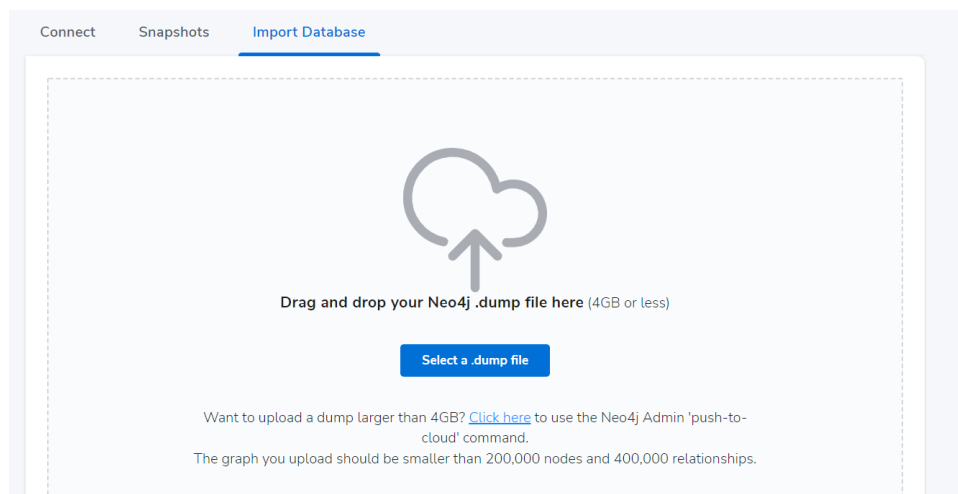 Connect Snapshots Import Database
Drag and drop your Neo4j .dump file here (4GB or less)
Select a .dump file
Want to upload a dump larger than 4GB? Click here to use the Neo4j Admin 'push-to-
cloud' command.
The graph you upload should be smaller than 200,000 nodes and 400,000 relationships.